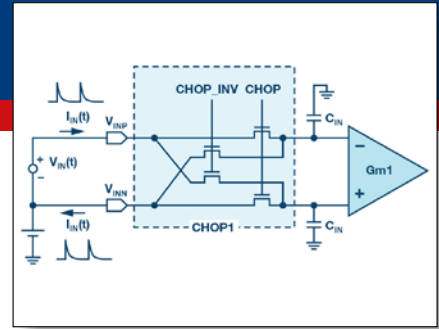 CHOP_INV CHOP
I_IN(t)
V_INP
C_IN
+
−
V_IN(t)
−
Gm1
+
V_INN
I_IN(t)
CHOP1
C_IN